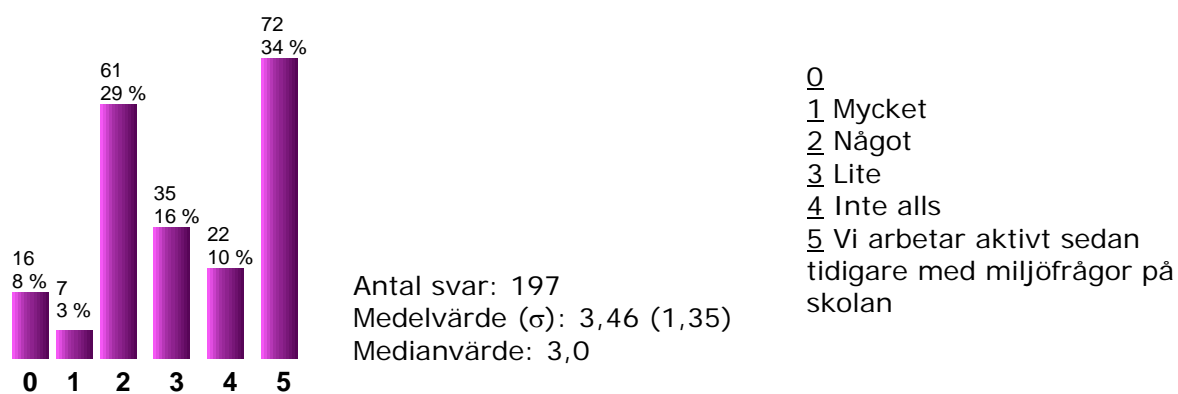 72
34 %
61
29 %
35
16 %
22
10 %
16
8 %
7
3 %
0 1 2 3 4 5
Antal svar: 197
Medelvärde (σ): 3,46 (1,35)
Medianvärde: 3,0
0
1 Mycket
2 Något
3 Lite
4 Inte alls
5 Vi arbetar aktivt sedan
tidigare med miljöfrågor på
skolan